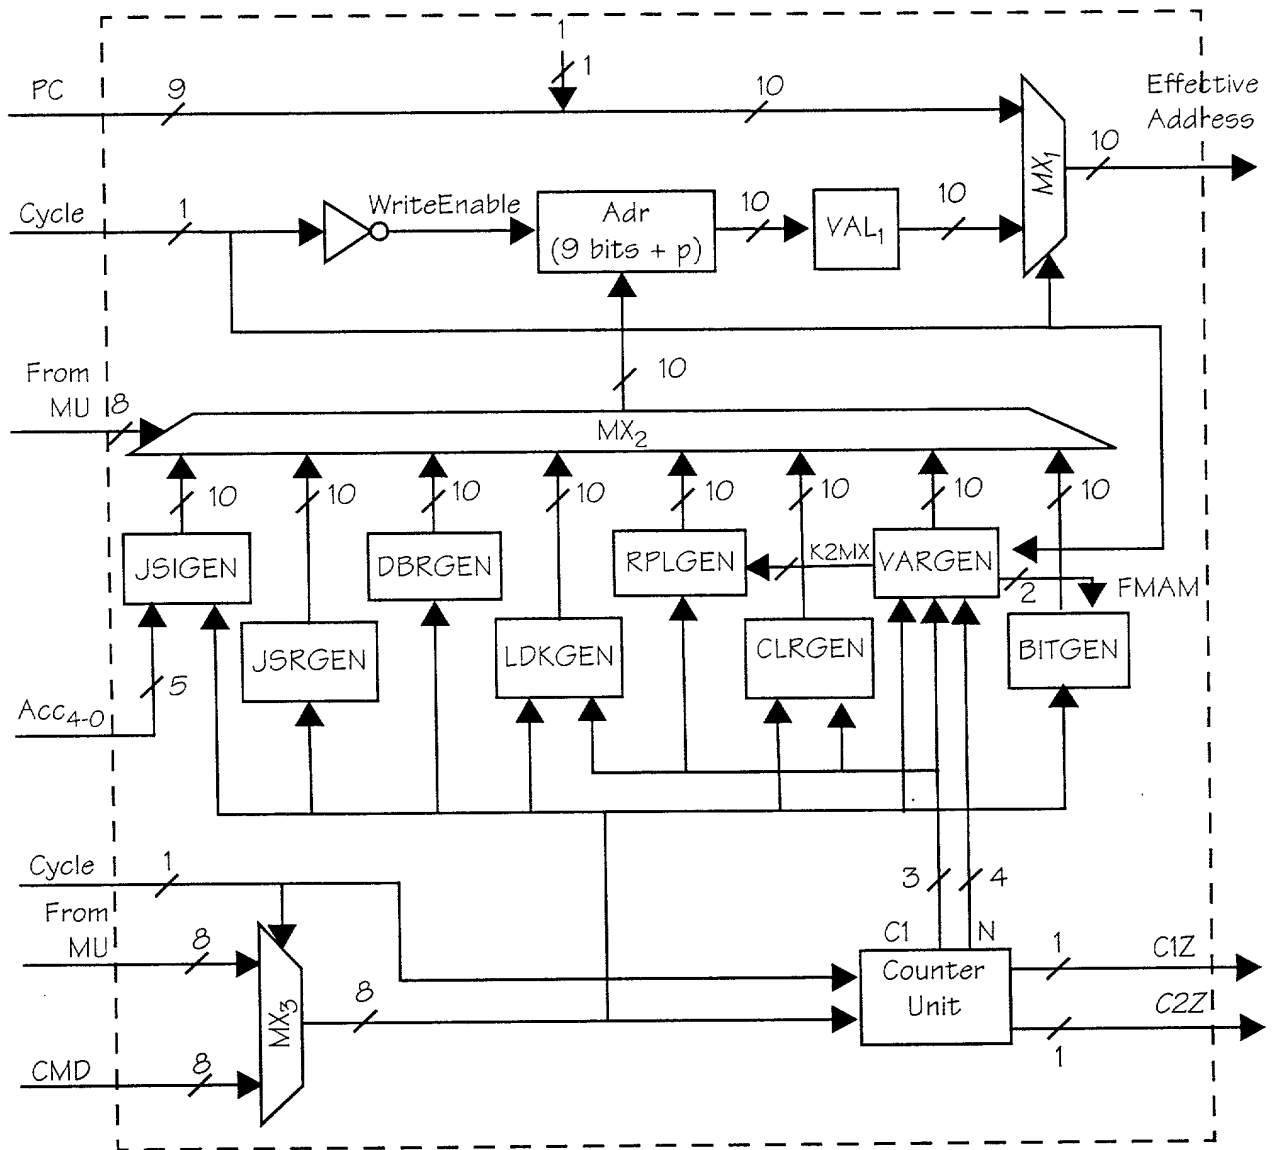 1
PC
9
1
10
Effective
Address
MX1
10
Cycle
1
WriteEnable
Adr
(9 bits + p)
10
VAL1
10
From
MU
8
10
MX2
10
10
10
10
10
10
10
10
JSIGEN
DBRGEN
RPLGEN
K2MX
VARGEN
2
FMAM
JSRGEN
LDKGEN
CLRGEN
BITGEN
5
Acc4-0
Cycle
1
3
4
From
MU
8
C1
N
Counter
Unit
1
C1Z
MX3
8
C2Z
1
CMD
8